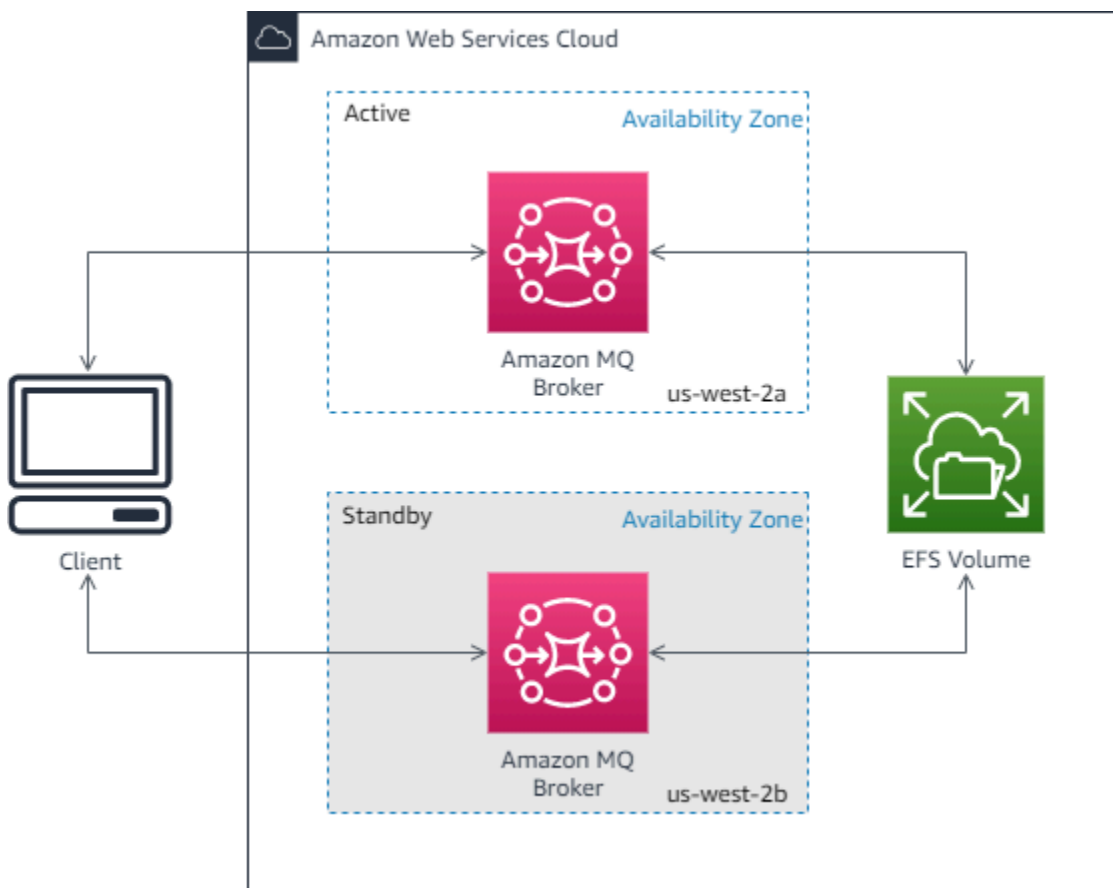 Amazon Web Services Cloud
Active
Availability Zone
Amazon MQ
Broker
us-west-2a
Client
EFS Volume
Standby
Availability Zone
Amazon MQ
Broker
us-west-2b